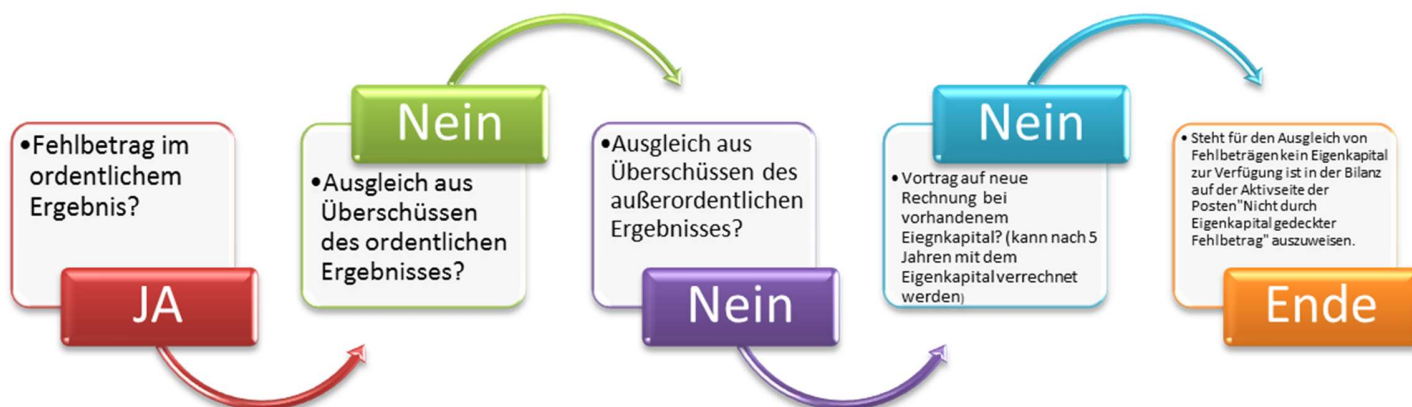 •Fehlbetrag im
ordentlichem
Ergebnis?
JA
Nein
•Ausgleich aus
Überschüssen
des ordentlichen
Ergebnisses?
•Ausgleich aus
Überschüssen des
außerordentlichen
Ergebnisses?
Nein
Nein
•Vortrag auf neue
Rechnung bei
vorhandenem
Eiegnkapital? (kann nach 5
Jahren mit dem
Eigenkapital verrechnet
werden)
•Steht für den Ausgleich von
Fehlbeträgen kein Eigenkapital
zur Verfügung ist in der Bilanz
auf der Aktivseite der
Posten"Nicht durch
Eigenkapital gedeckter
Fehlbetrag" auszuweisen.
Ende